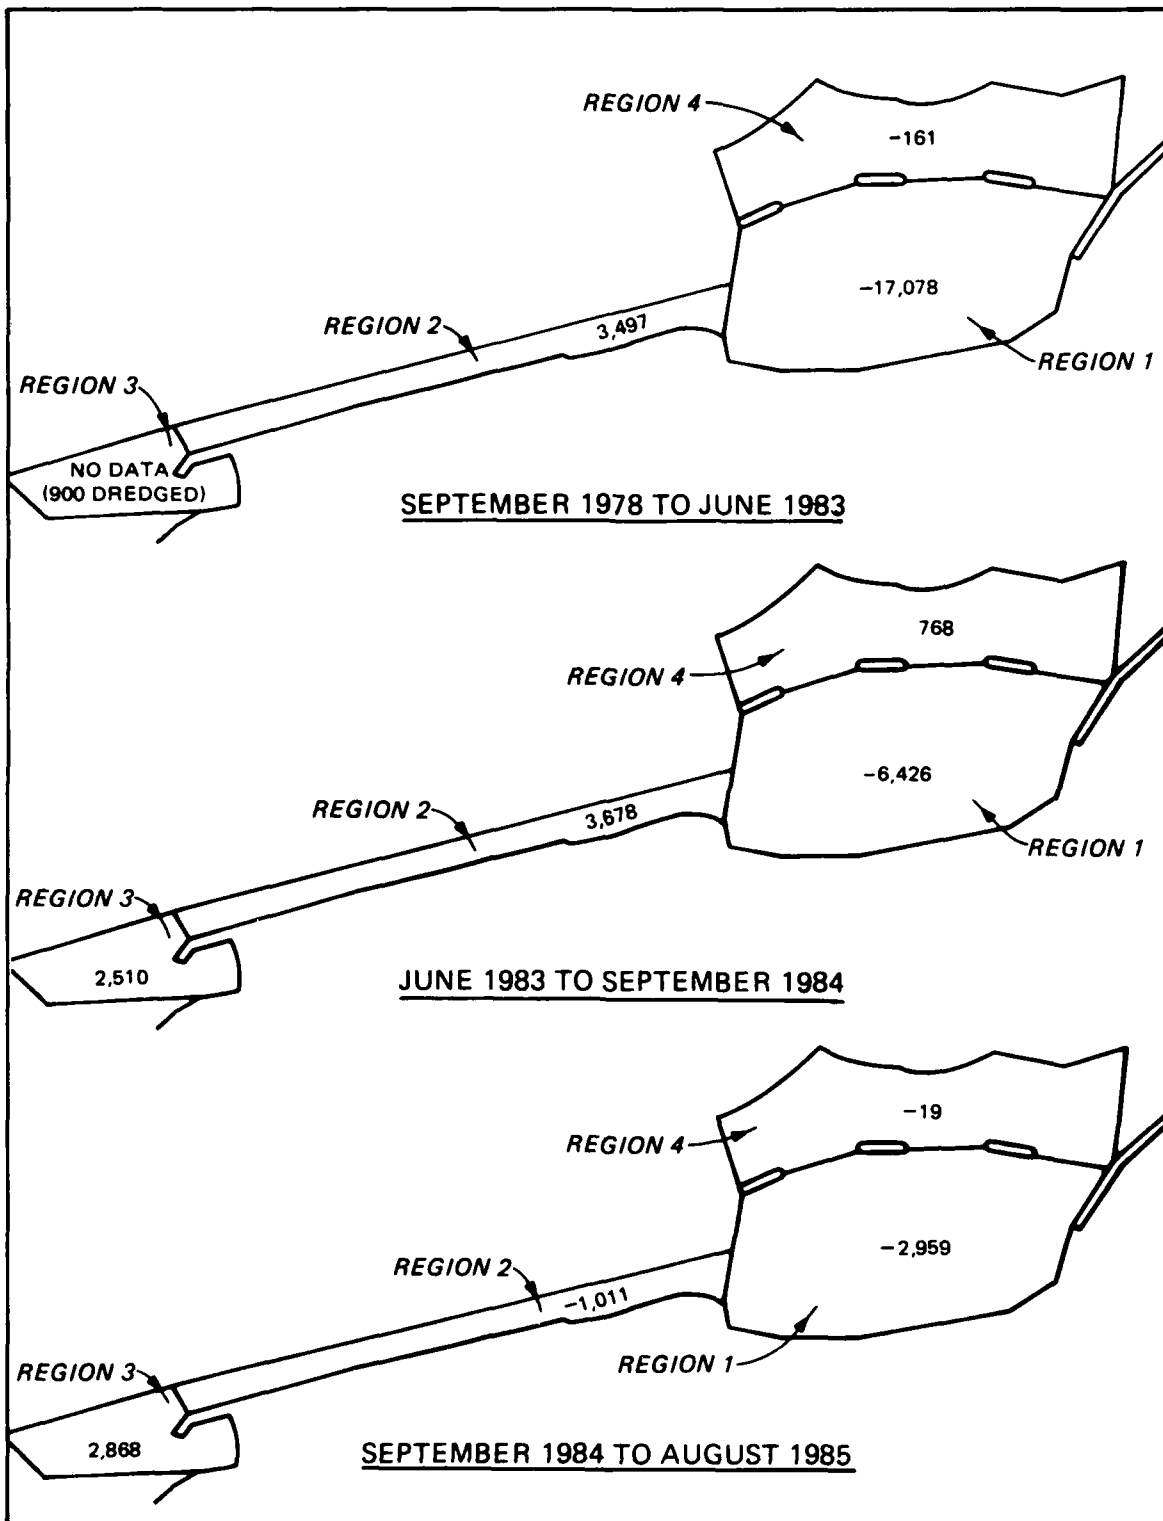 REGION 4
-161
-17,078
REGION 2
3,497
REGION 1
REGION 3
NO DATA
(900 DREDGED)
SEPTEMBER 1978 TO JUNE 1983
768
REGION 4
-6,426
REGION 2
3,678
REGION 1
REGION 3
2,510
JUNE 1983 TO SEPTEMBER 1984
-19
REGION 4
-2,959
REGION 2
-1,011
REGION 1
REGION 3
2,868
SEPTEMBER 1984 TO AUGUST 1985